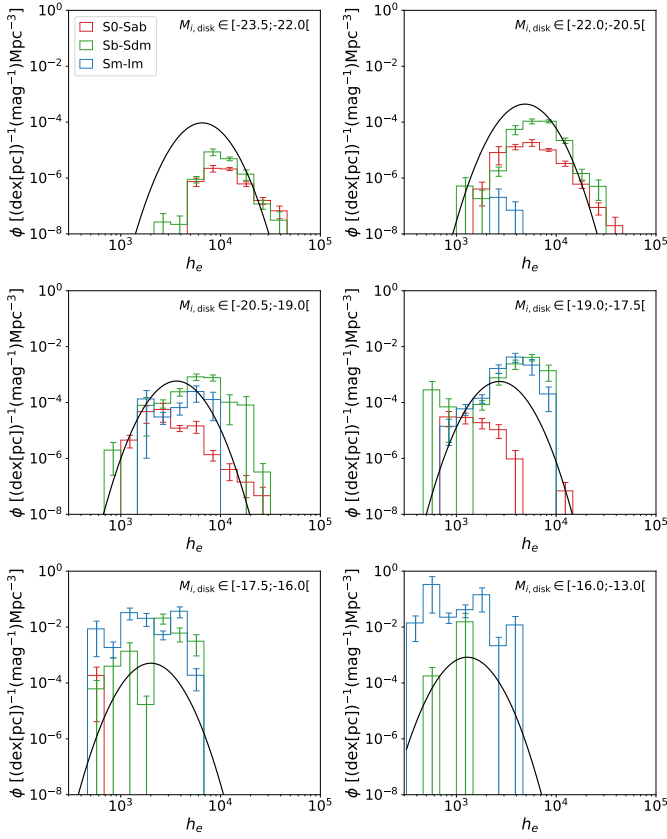 M_{i,disk} ∈ [-23.5;-22.0[
S0-Sab
Sb-Sdm
Sm-Im
10^0
10^{-2}
10^{-4}
10^{-6}
10^{-8}
ϕ [(dex[pc])^{-1}(mag^{-1})Mpc^{-3}]
10^3
10^4
10^5
h_e
M_{i,disk} ∈ [-22.0;-20.5[
10^0
10^{-2}
10^{-4}
10^{-6}
10^{-8}
ϕ [(dex[pc])^{-1}(mag^{-1})Mpc^{-3}]
10^3
10^4
10^5
h_e
M_{i,disk} ∈ [-20.5;-19.0[
10^0
10^{-2}
10^{-4}
10^{-6}
10^{-8}
ϕ [(dex[pc])^{-1}(mag^{-1})Mpc^{-3}]
10^3
10^4
10^5
h_e
M_{i,disk} ∈ [-19.0;-17.5[
10^0
10^{-2}
10^{-4}
10^{-6}
10^{-8}
ϕ [(dex[pc])^{-1}(mag^{-1})Mpc^{-3}]
10^3
10^4
10^5
h_e
M_{i,disk} ∈ [-17.5;-16.0[
10^0
10^{-2}
10^{-4}
10^{-6}
10^{-8}
ϕ [(dex[pc])^{-1}(mag^{-1})Mpc^{-3}]
10^3
10^4
10^5
h_e
M_{i,disk} ∈ [-16.0;-13.0[
10^0
10^{-2}
10^{-4}
10^{-6}
10^{-8}
ϕ [(dex[pc])^{-1}(mag^{-1})Mpc^{-3}]
10^3
10^4
10^5
h_e